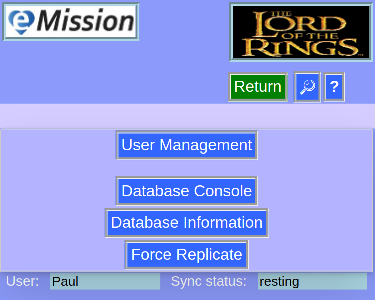 eMission
THE
LORD
OF THE
RINGS
Return
?
User Management
Database Console
Database Information
Force Replicate
User: Paul Sync status: resting